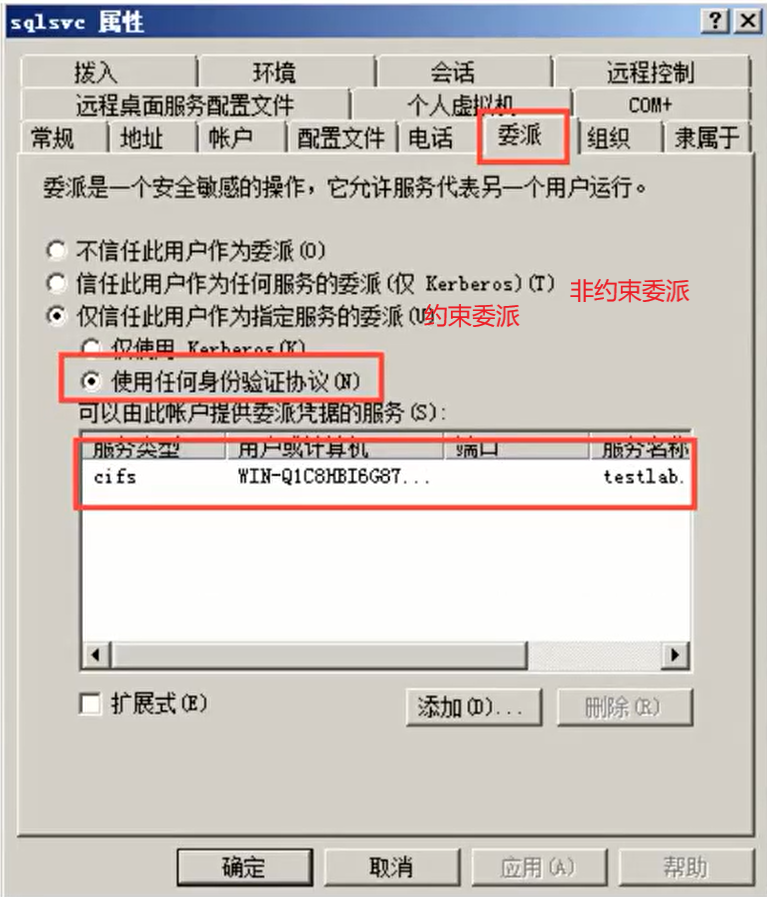 sqlsvc 属性
拨入 环境 会话 远程控制
远程桌面服务配置文件 个人虚拟机 COM+
常规 地址 帐户 配置文件 电话 委派 组织 隶属于
委派是一个安全敏感的操作，它允许服务代表另一个用户运行。
不信任此用户作为委派(O)
信任此用户作为任何服务的委派(仅 Kerberos)(T) 非约束委派
仅信任此用户作为指定服务的委派(U) 约束委派
仅使用 Kerberos(K)
使用任何身份验证协议(N)
可以由此帐户提供委派凭据的服务(S):
服务类型 用户或计算机 端口 服务名称
cifs WIN-Q1C8HBI6G87... testlab.
扩展式(E) 添加(D)... 删除(R)
确定 取消 应用(A) 帮助